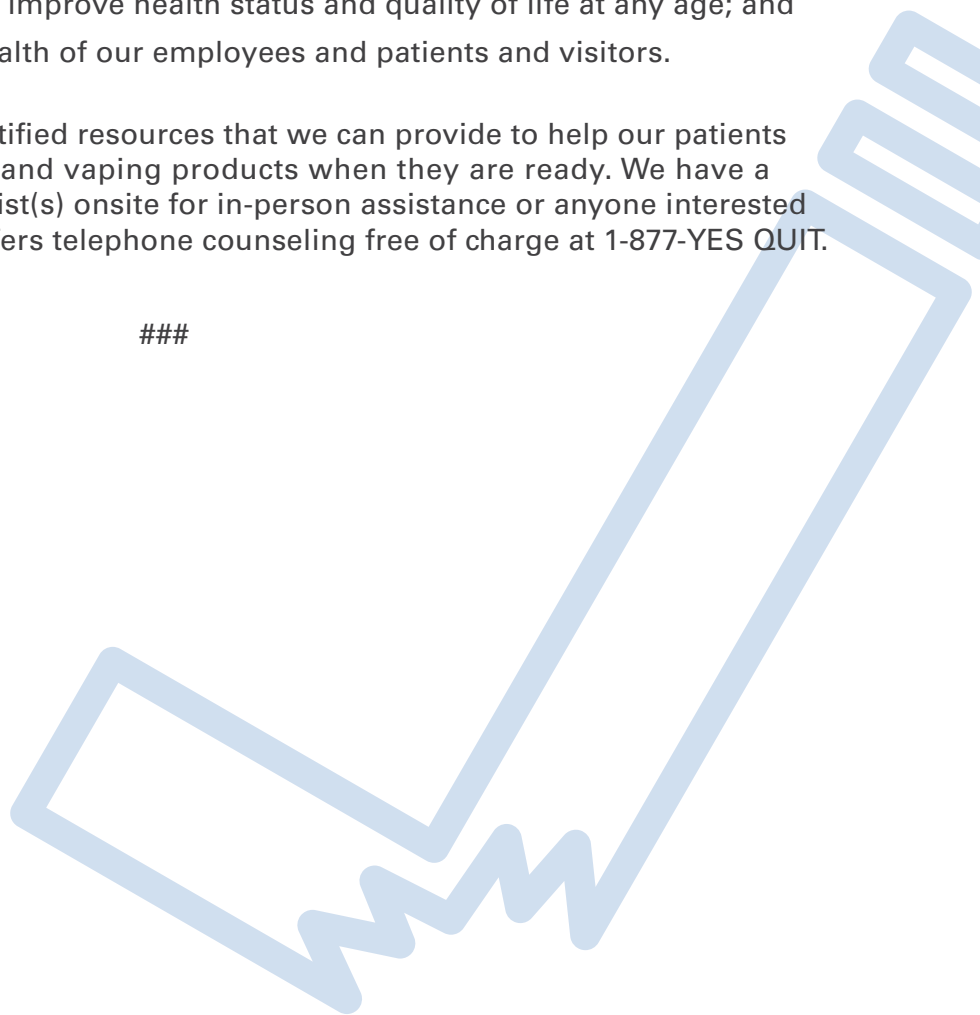 improve health status and quality of life at any age; and
alth of our employees and patients and visitors.
tified resources that we can provide to help our patients
and vaping products when they are ready. We have a
ist(s) onsite for in-person assistance or anyone interested
ers telephone counseling free of charge at 1-877-YES QUIT.
###